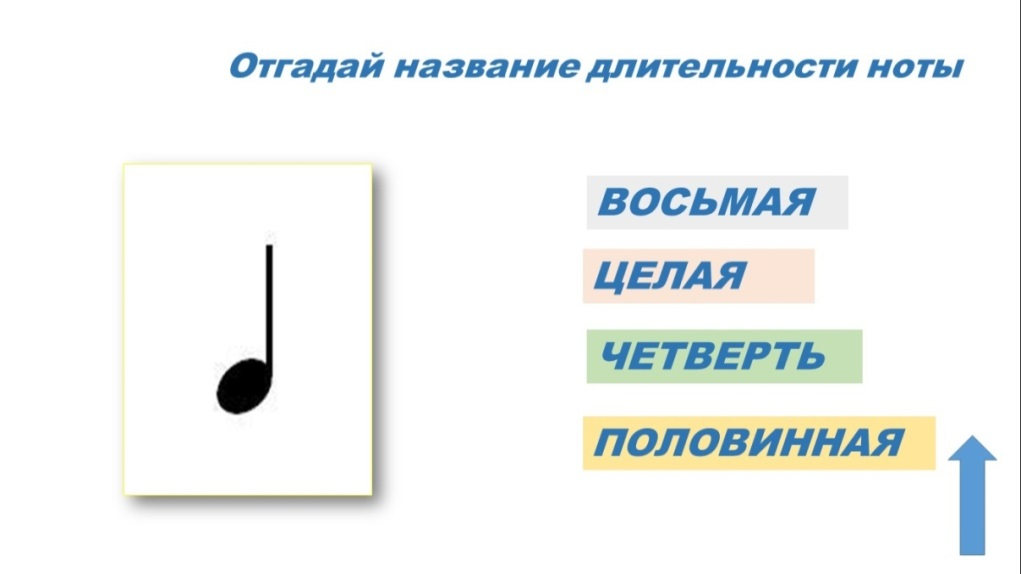 Отгадай название длительности ноты
ВОСЬМАЯ
ЦЕЛАЯ
ЧЕТВЕРТЬ
ПОЛОВИННАЯ